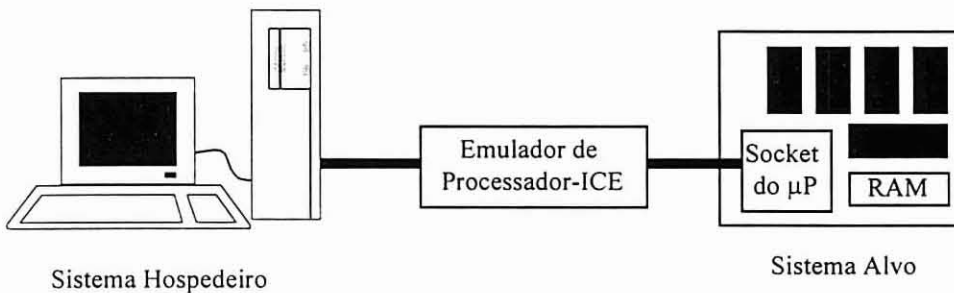 Emulador de
Processador-ICE
Socket
do μP
RAM
Sistema Hospedeiro
Sistema Alvo